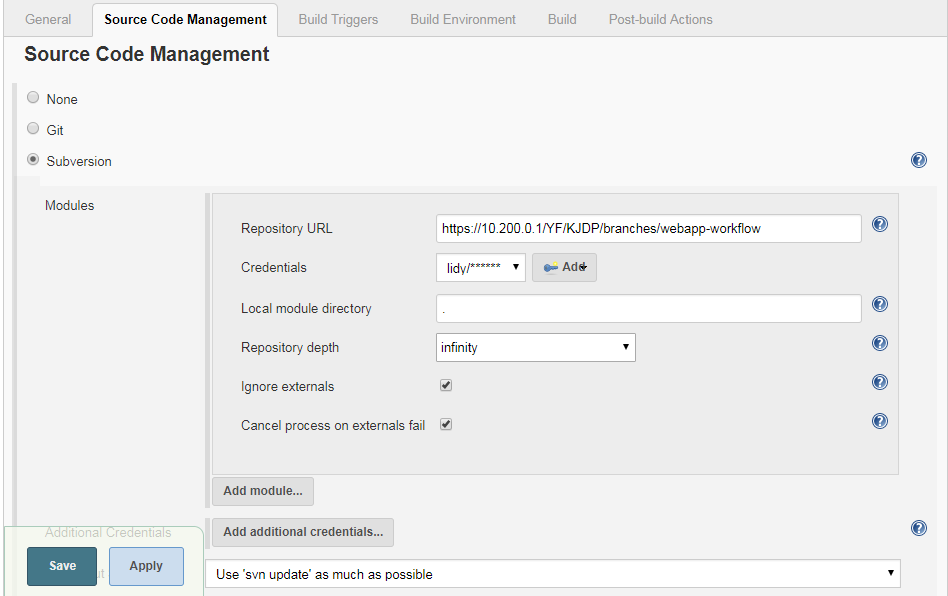 General Source Code Management Build Triggers Build Environment Build Post-build Actions
Source Code Management
None
Git
Subversion
Modules
Repository URL https://10.200.0.1/YF/KJDP/branches/webapp-workflow
Credentials lidy/****** Add
Local module directory .
Repository depth infinity
Ignore externals
Cancel process on externals fail
Add module...
Additional Credentials Add additional credentials...
Save Apply Use 'svn update' as much as possible